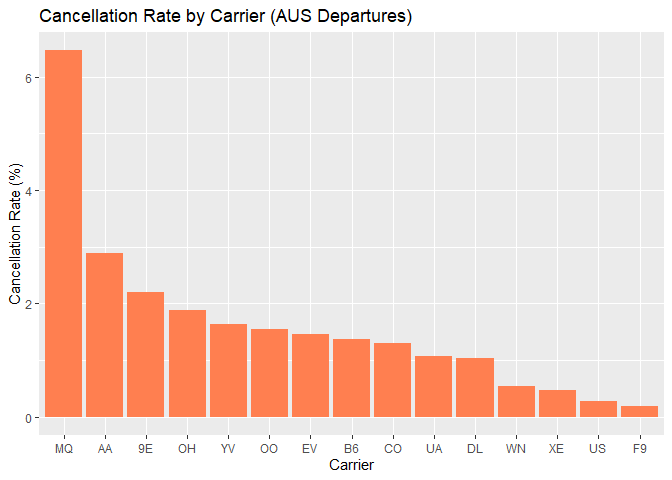 Cancellation Rate by Carrier (AUS Departures)
Cancellation Rate (%)
6
4
2
0
MQ AA 9E OH YV OO EV B6 CO UA DL WN XE US F9
Carrier